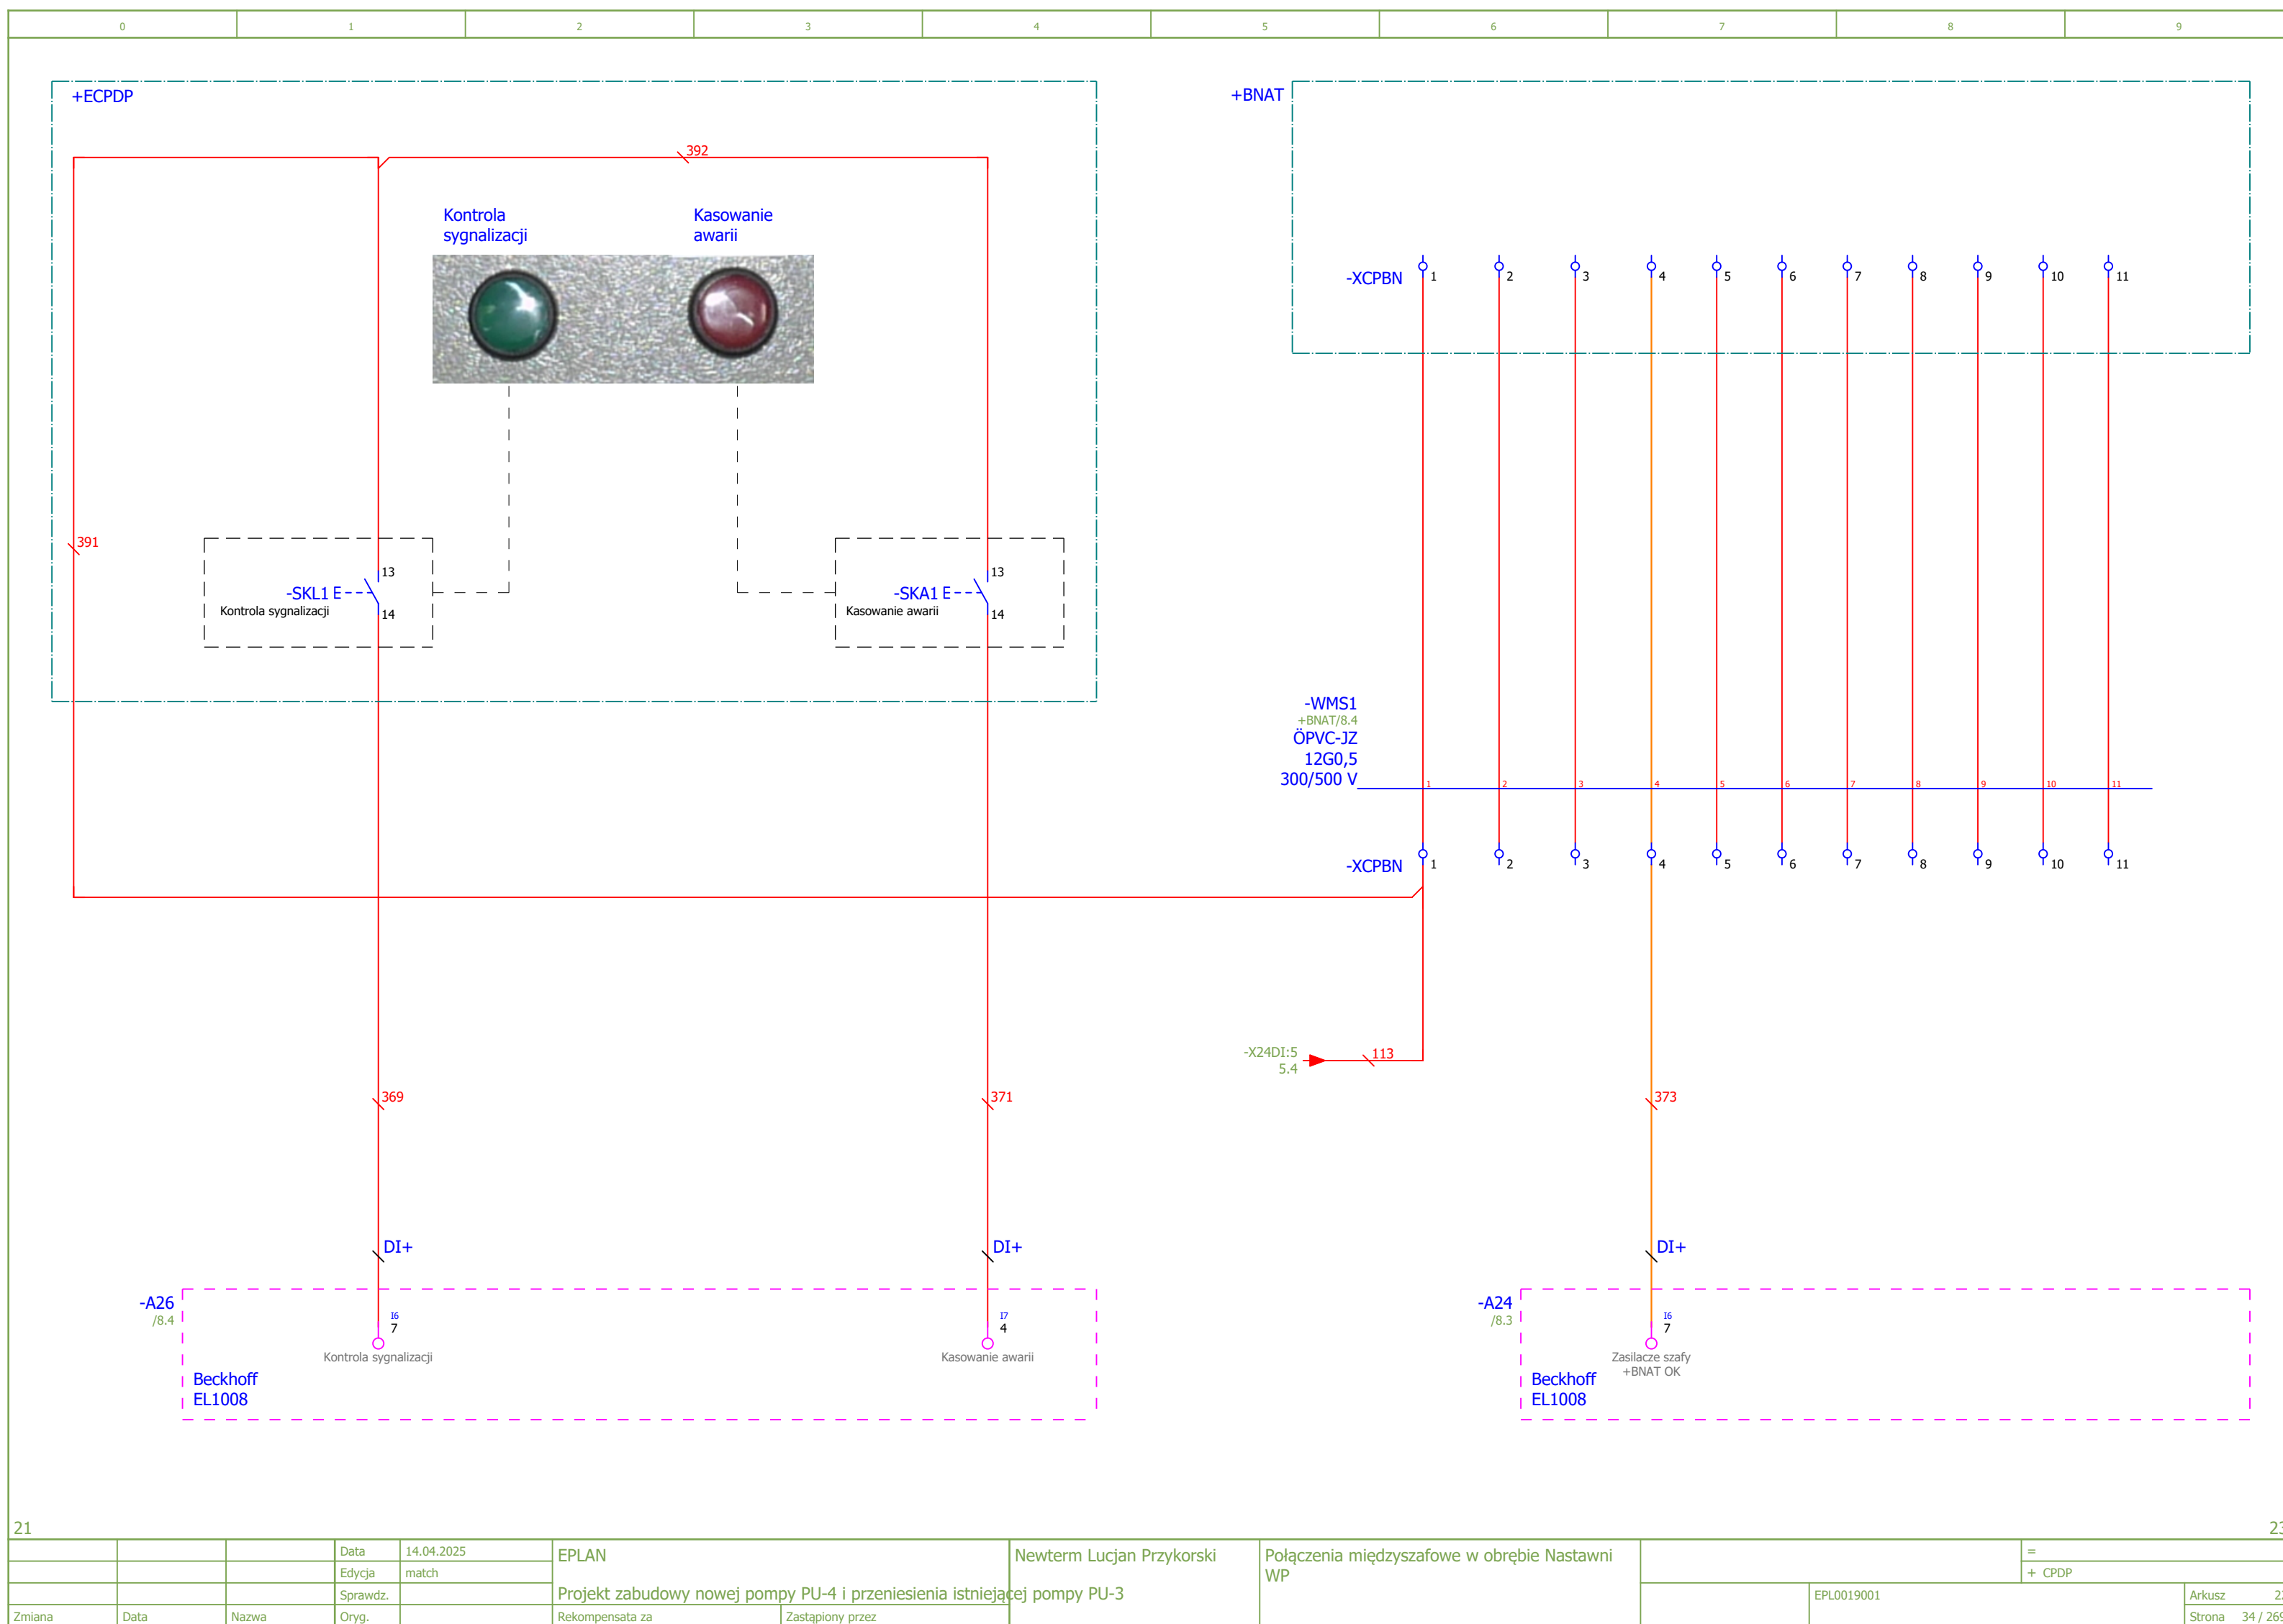 0 1 2 3 4 5 6 7 8 9
+ECPDP
+BNAT
392
Kontrola
sygnalizacji
Kasowanie
awarii
-XCPBN 1 2 3 4 5 6 7 8 9 10 11
391
13
-SKL1 E
14
Kontrola sygnalizacji
13
-SKA1 E
14
Kasowanie awarii
-WMS1
+BNAT/8.4
ÖPVC-JZ
12G0,5
300/500 V
1 2 3 4 5 6 7 8 9 10 11
-XCPBN 1 2 3 4 5 6 7 8 9 10 11
-X24DI:5
5.4
113
369
371
373
DI+
DI+
DI+
-A26
/8.4
I6
7
Kontrola sygnalizacji
I7
4
Kasowanie awarii
Beckhoff
EL1008
-A24
/8.3
I6
7
Zasilacze szafy
+BNAT OK
Beckhoff
EL1008
21
Data 14.04.2025
Edycja match
Sprawdz.
Zmiana Data Nazwa Oryg.
EPLAN
Projekt zabudowy nowej pompy PU-4 i przeniesienia istniejącej pompy PU-3
Rekompensata za Zastąpiony przez
Newterm Lucjan Przykorski
Połączenia międzyszafowe w obrębie Nastawni
WP
=
+ CPDP
EPL0019001
Arkusz
Strona 34 / 269